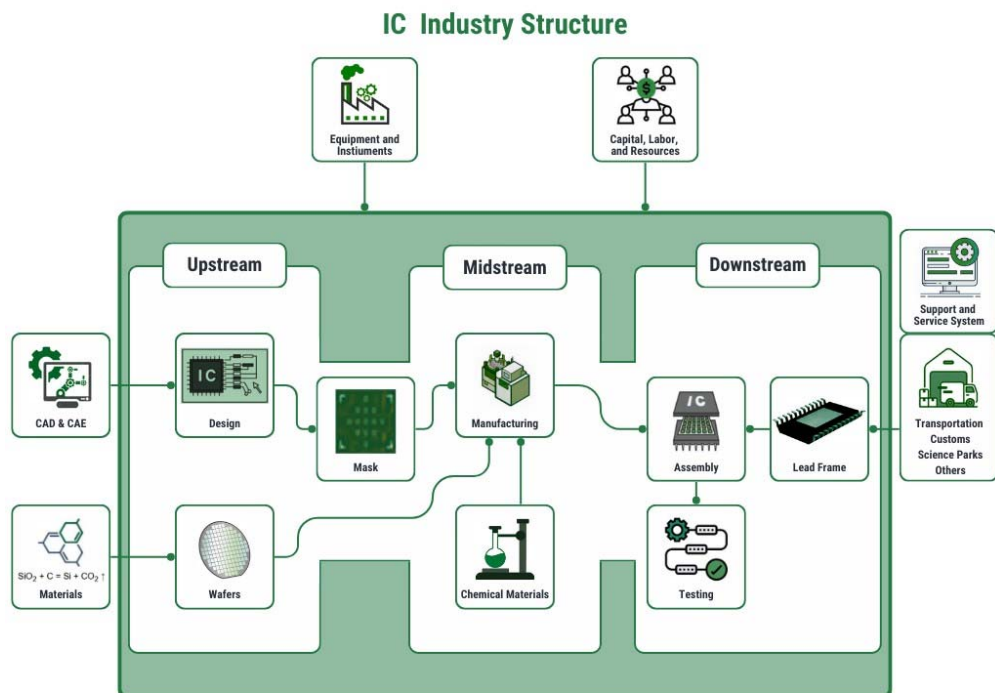 IC Industry Structure
Equipment and
Instiuments
Capital, Labor,
and Resources
Upstream
Midstream
Downstream
Support and
Service System
CAD & CAE
IC
Design
Mask
Manufacturing
IC
Assembly
Lead Frame
Transportation
Customs
Science Parks
Others
SiO₂ + C = Si + CO₂ ↑
Materials
Wafers
Chemical Materials
Testing
$